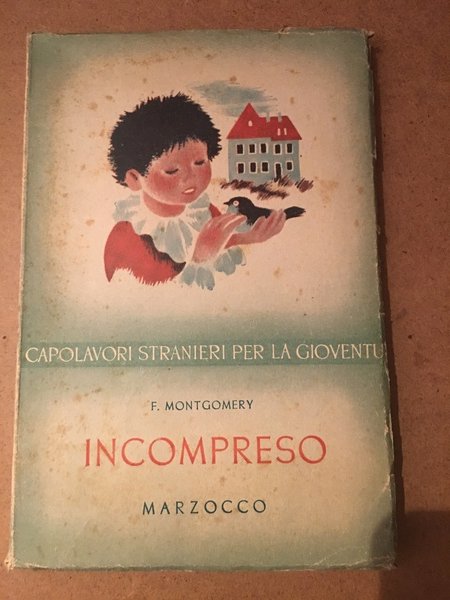 CAPOLAVORI STRANIERI PER LA GIOVENTU
F. MONTGOMERY
INCOMPRESO
MARZOCCO